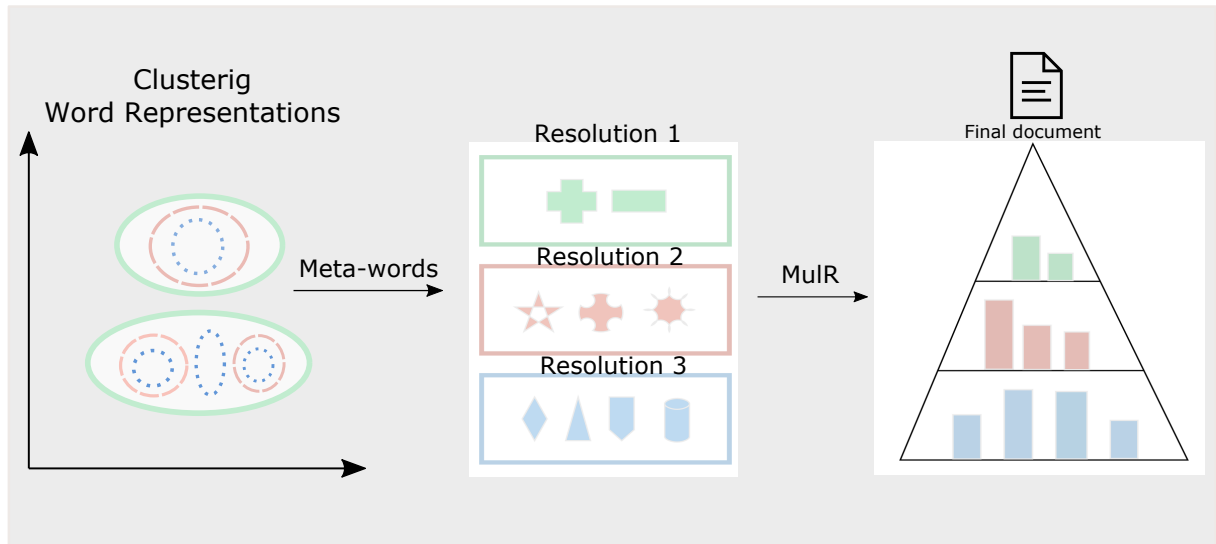 Clusterig
Word Representations
Meta-words
Resolution 1
Resolution 2
Resolution 3
MulR
Final document